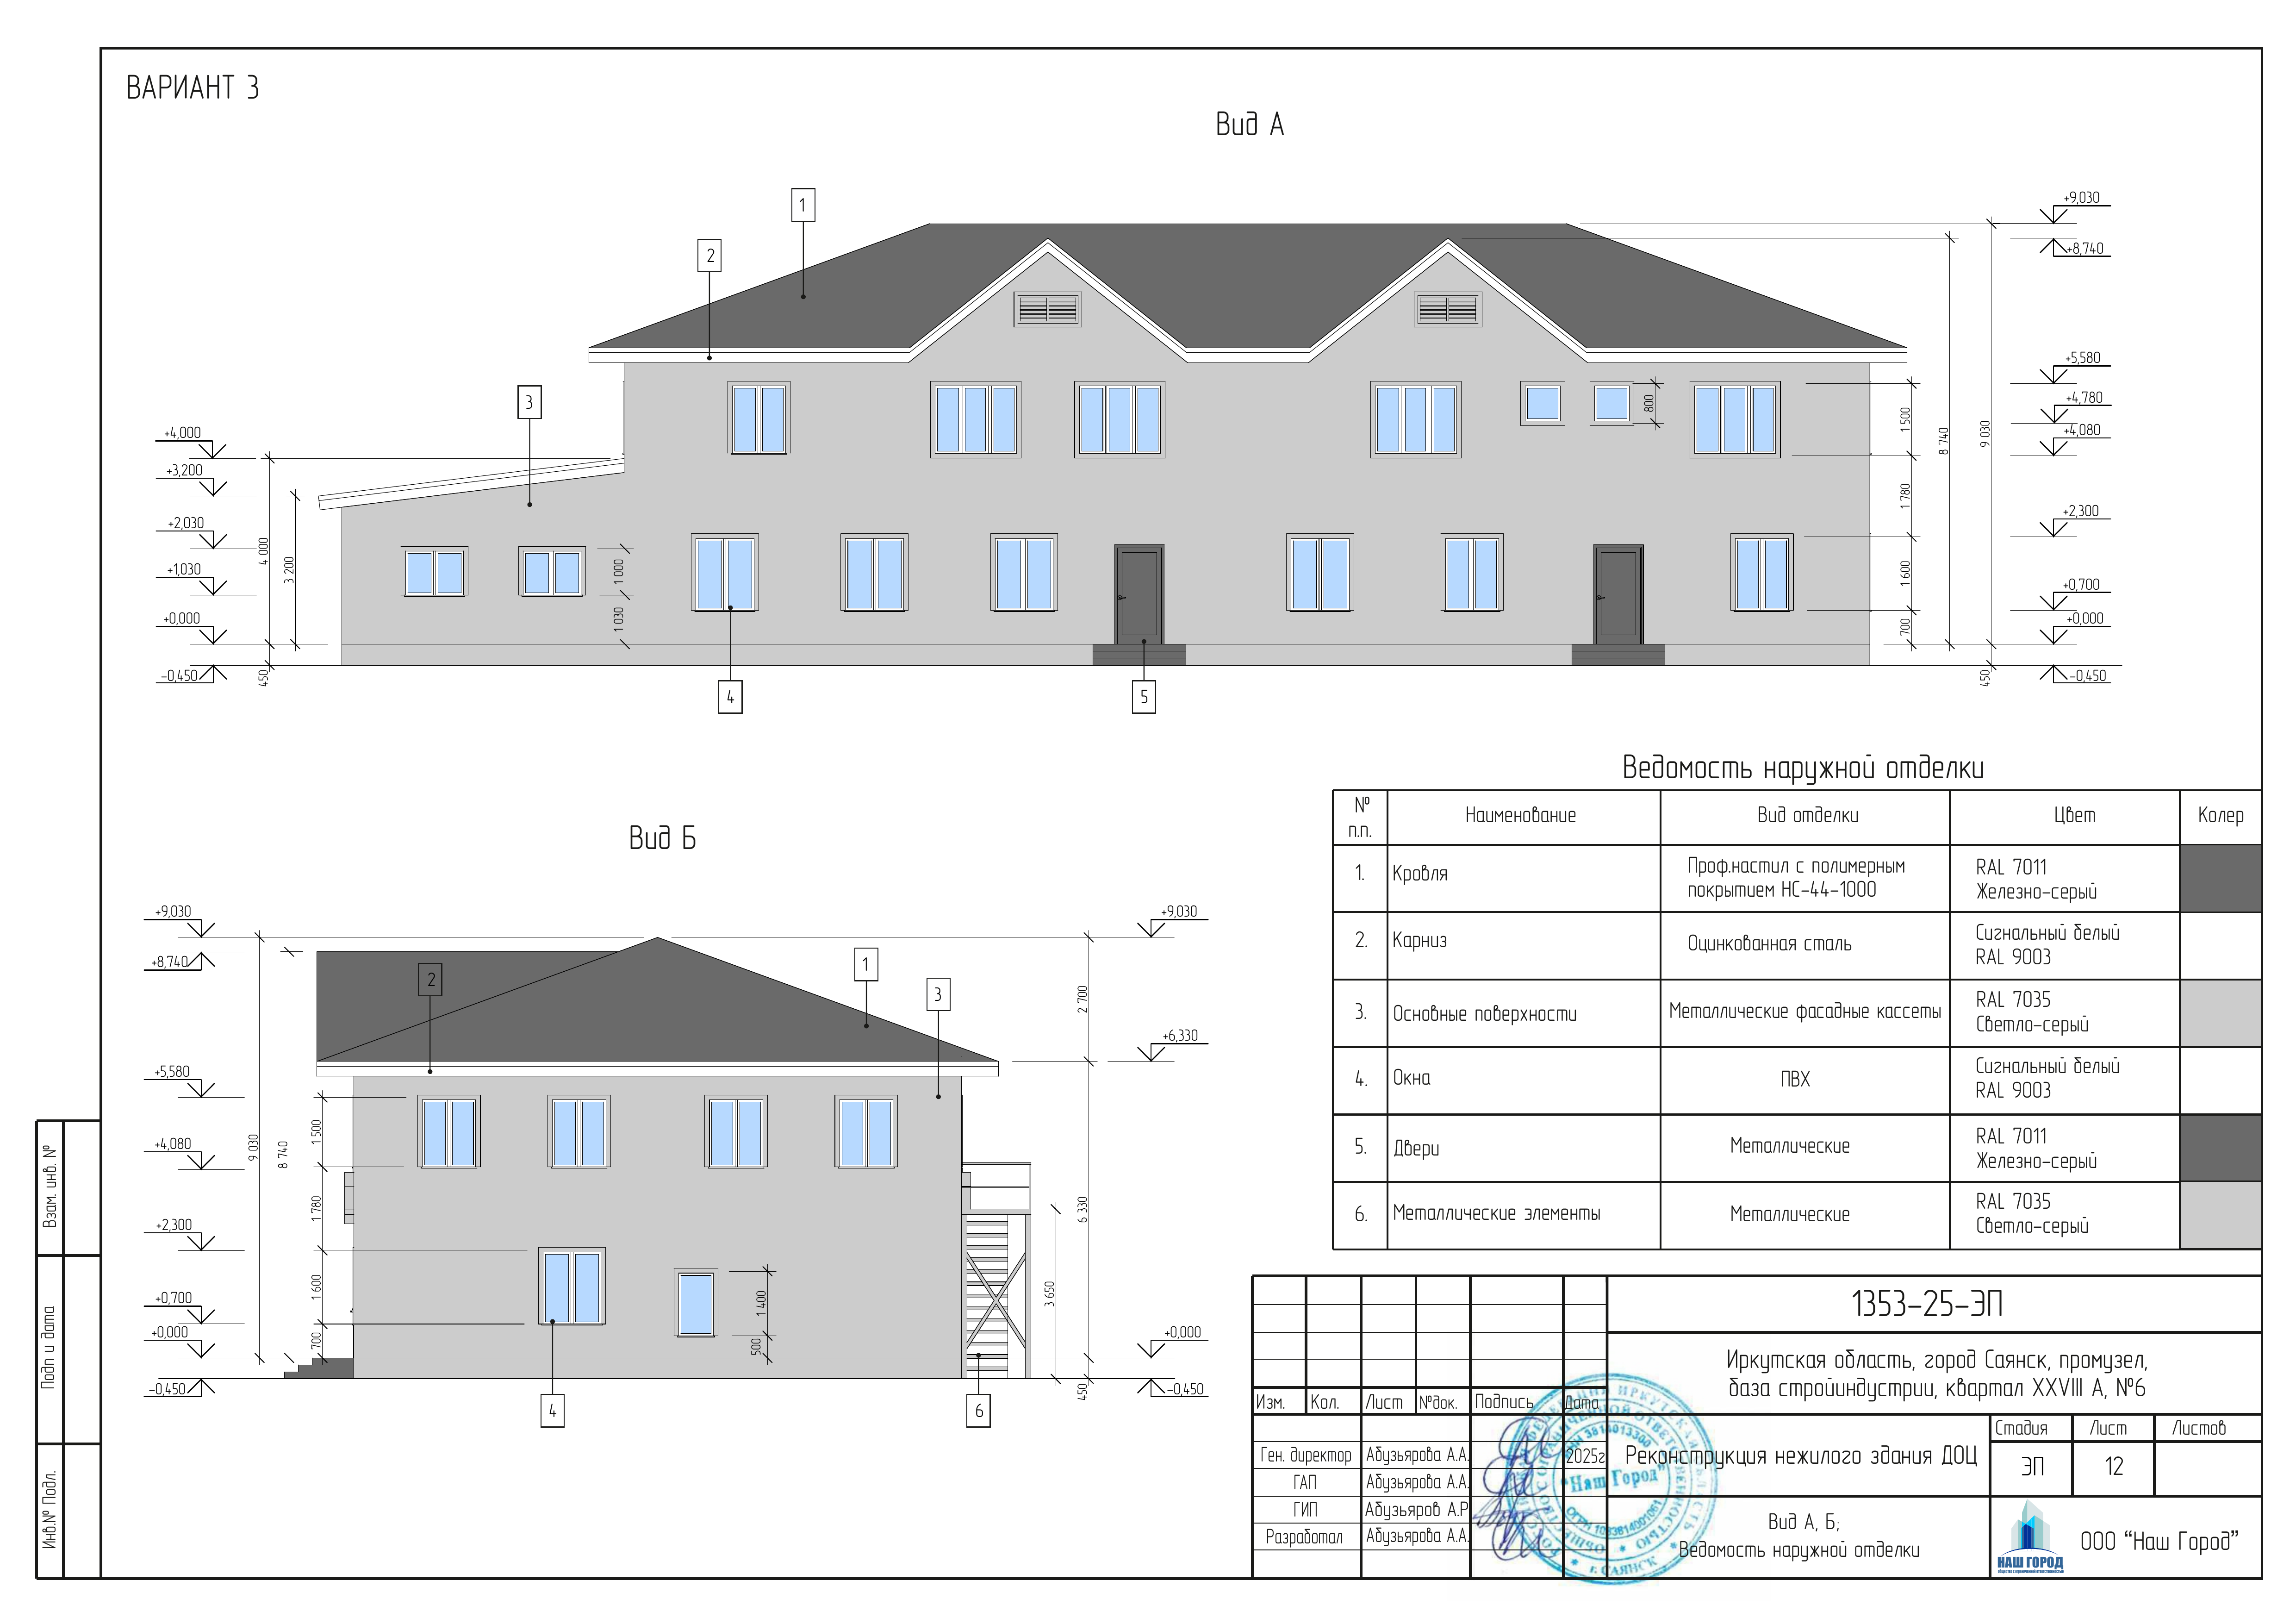 ВАРИАНТ 3
Вид А
1
2
3
4
5
+4,000
+3,200
+2,030
+1,030
+0,000
-0,450
4 000
3 200
450
1 000
1 030
800
1 500
1 780
1 600
700
8 740
9 030
450
+9,030
+8,740
+5,580
+4,780
+4,080
+2,300
+0,700
+0,000
-0,450
Вид Б
1
2
3
4
6
+9,030
+8,740
+5,580
+4,080
+2,300
+0,700
+0,000
-0,450
9 030
8 740
1 500
1 780
1 600
700
1 400
500
3 650
2 700
6 330
450
+9,030
+6,330
+0,000
-0,450
Ведомость наружной отделки
№ п.п. Наименование Вид отделки Цвет Колер
1. Кровля Проф.настил с полимерным покрытием НС-44-1000 RAL 7011 Железно-серый
2. Карниз Оцинкованная сталь Сигнальный белый RAL 9003
3. Основные поверхности Металлические фасадные кассеты RAL 7035 Светло-серый
4. Окна ПВХ Сигнальный белый RAL 9003
5. Двери Металлические RAL 7011 Железно-серый
6. Металлические элементы Металлические RAL 7035 Светло-серый
1353-25-ЭП
Иркутская область, город Саянск, промузел,
база стройиндустрии, квартал XXVIII А, №6
Изм. Кол. Лист №док. Подпись Дата
Ген. директор Абузьярова А.А. 2025г
ГАП Абузьярова А.А.
ГИП Абузьяров А.Р
Разработал Абузьярова А.А.
Реконструкция нежилого здания ДОЦ
Стадия Лист Листов
ЭП 12
Вид А, Б;
Ведомость наружной отделки
НАШ ГОРОД
ООО “Наш Город”
"Наш Город"
г. САЯНСК
Взам. инв. №
Подп и дата
Инв.№ Подл.